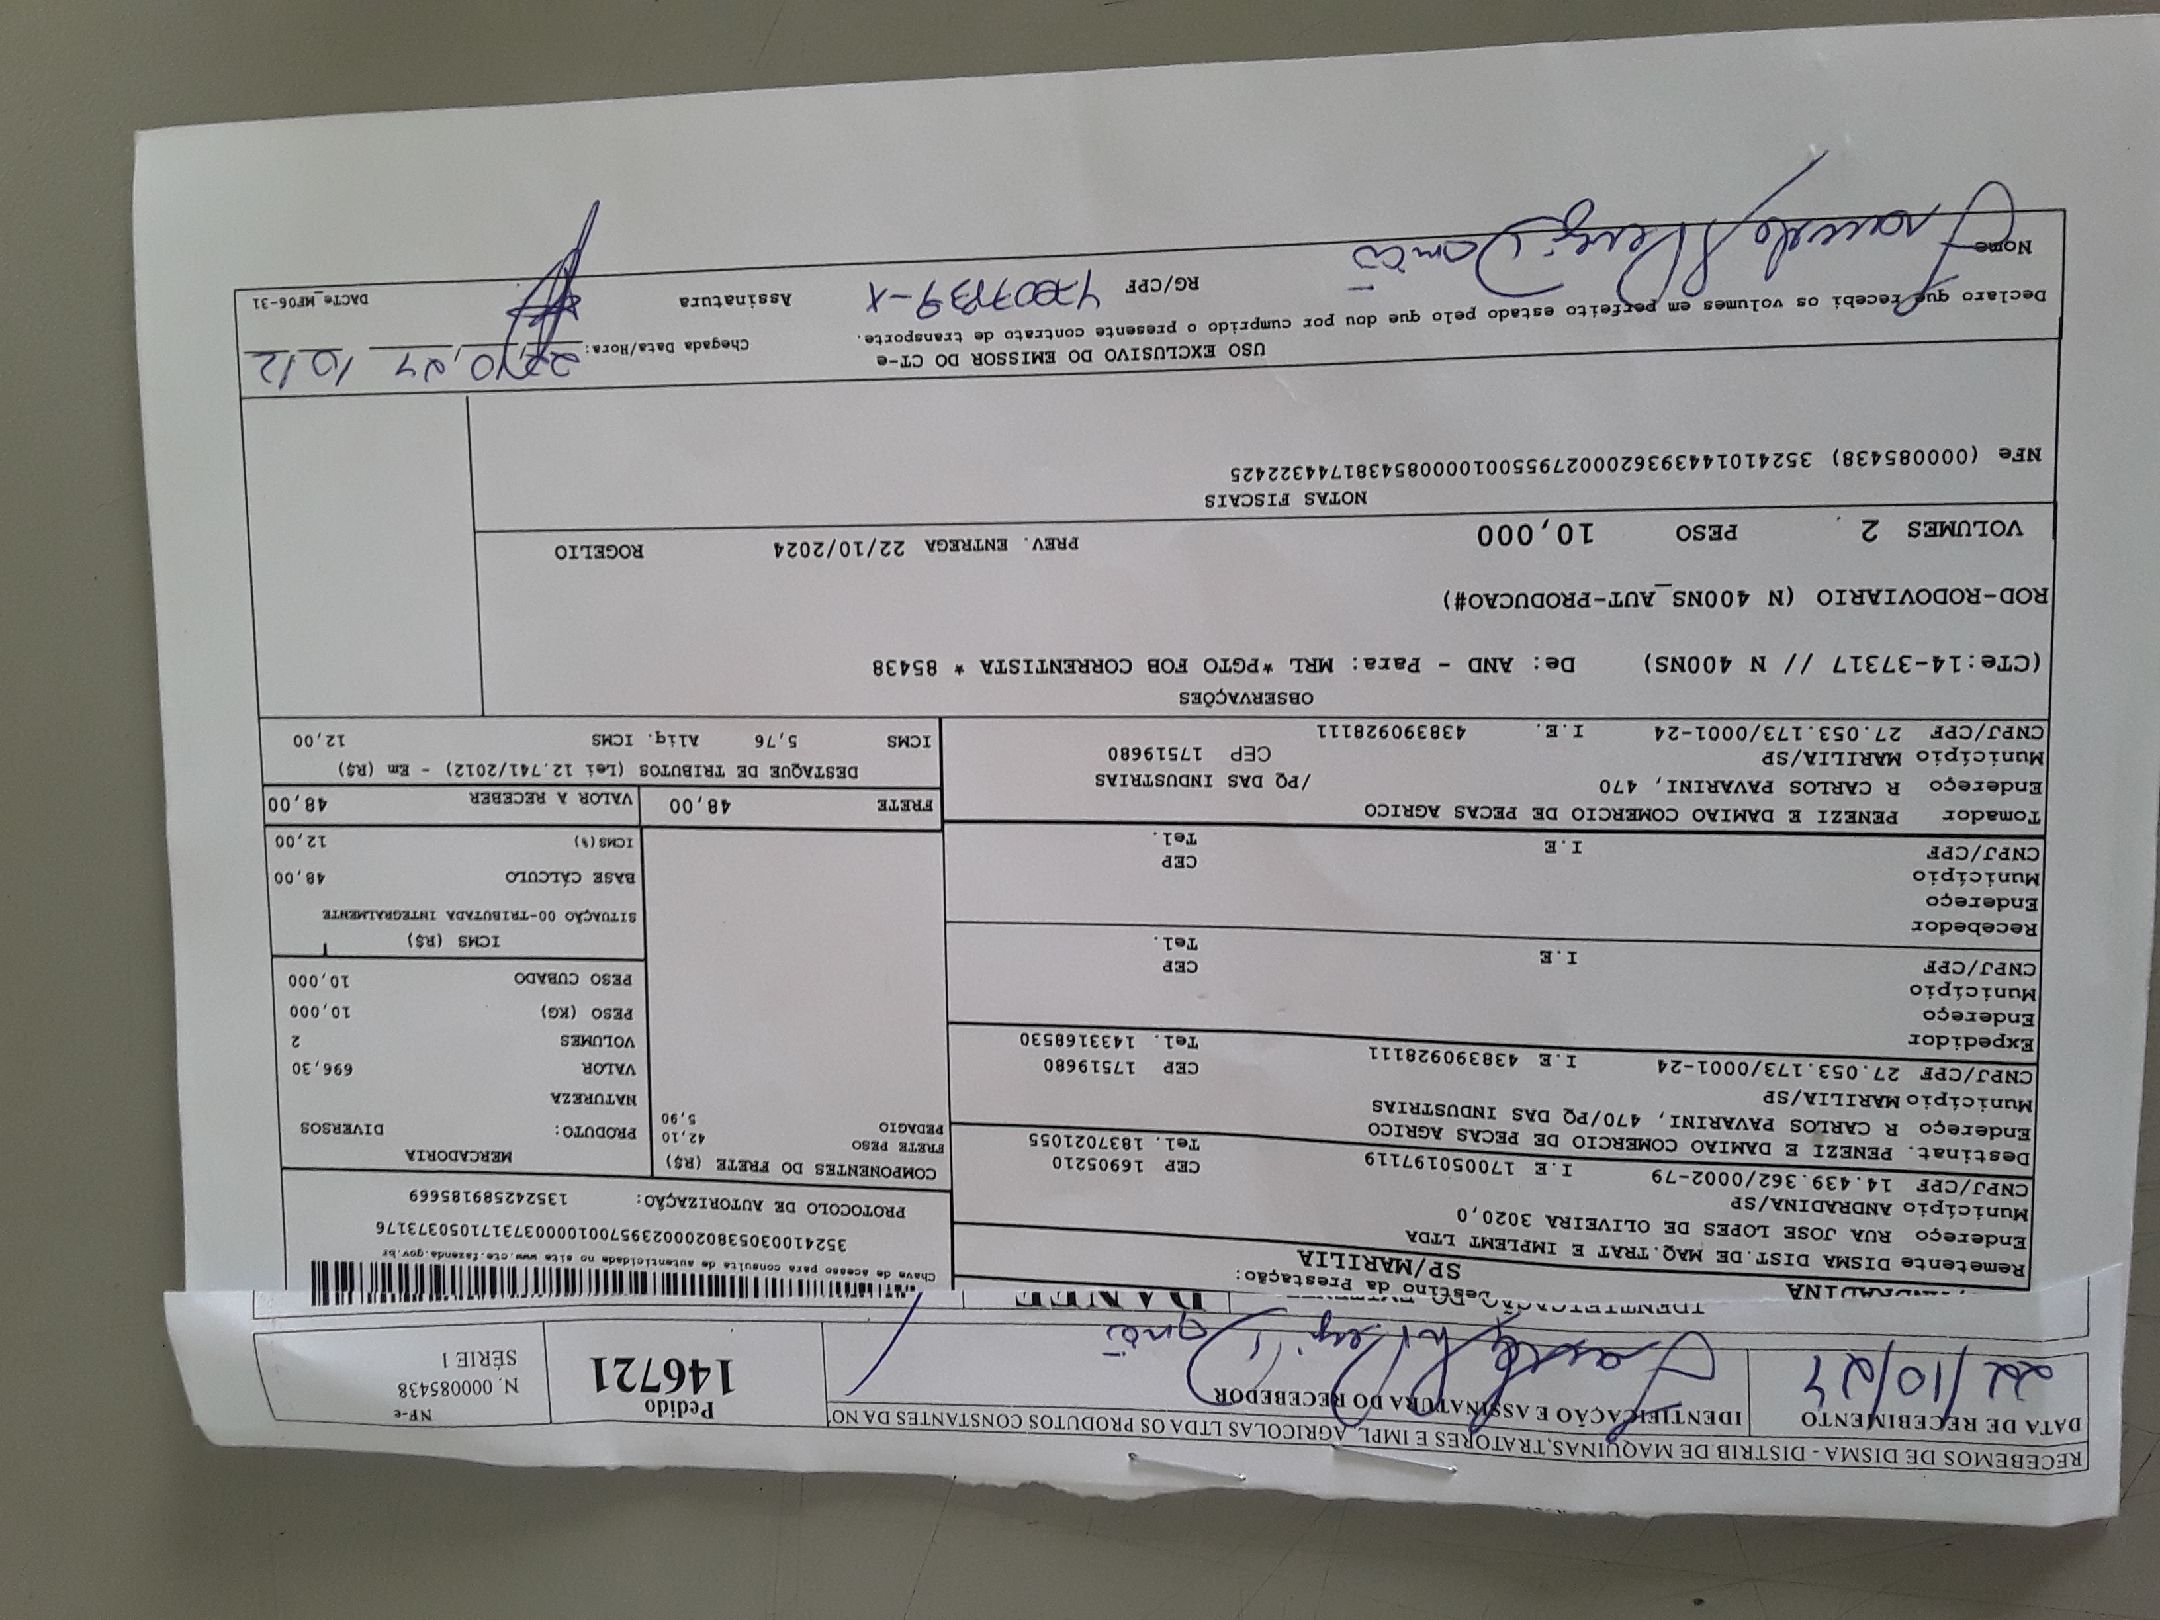 RECEBEMOS DE DISMA - DISTRIB DE MAQUINAS,TRATORES E IMPL. AGRICOLAS LTDA OS PRODUTOS CONSTANTES DA NO
DATA DE RECEBIMENTO
22/10/24
IDENTIFICAÇÃO E ASSINATURA DO RECEBEDOR
Pedido
146721
NF-e
N. 000085438
SÉRIE 1
DANFE
Destino da Prestação:
SP/MARILIA
Remetente DISMA DIST.DE MAQ.TRAT E IMPLEMT LTDA
Endereço RUA JOSE LOPES DE OLIVEIRA 3020,0
Município ANDRADINA/SP CEP 16905210
CNPJ/CPF 14.439.362/0002-79 I.E 170050197119 Tel. 1837021055
Destinat. PENEZI E DAMIAO COMERCIO DE PECAS AGRICO
Endereço R CARLOS PAVARINI, 470/PQ DAS INDUSTRIAS
Município MARILIA/SP CEP 17519680
CNPJ/CPF 27.053.173/0001-24 I.E 438390928111 Tel. 1433168530
Expedidor
Endereço
Município CEP
CNPJ/CPF I.E Tel.
Recebedor
Endereço
Município CEP
CNPJ/CPF I.E Tel.
Tomador PENEZI E DAMIAO COMERCIO DE PECAS AGRICO
Endereço R CARLOS PAVARINI, 470 /PQ DAS INDUSTRIAS
Município MARILIA/SP CEP 17519680
CNPJ/CPF 27.053.173/0001-24 I.E. 438390928111
Chave de acesso para consulta de autenticidade no site www.cte.fazenda.gov.br
35241003053802000239570010000373171050373176
PROTOCOLO DE AUTORIZAÇÃO: 135242589185669
COMPONENTES DO FRETE (R$)
FRETE PESO 42,10
PEDAGIO 5,90
MERCADORIA
PRODUTO: DIVERSOS
NATUREZA
VALOR 696,30
VOLUMES 2
PESO (KG) 10,000
PESO CUBADO 10,000
ICMS (R$)
SITUAÇÃO 00-TRIBUTADA INTEGRALMENTE
BASE CÁLCULO 48,00
ICMS(%) 12,00
FRETE 48,00 VALOR A RECEBER 48,00
DESTAQUE DE TRIBUTOS (Lei 12.741/2012) - Em (R$)
ICMS 5,76 Aliq. ICMS 12,00
OBSERVAÇÕES
(CTe:14-37317 // N 400NS) De: AND - Para: MRL *PGTO FOB CORRENTISTA * 85438
ROD-RODOVIARIO (N 400NS_AUT-PRODUCAO#)
VOLUMES 2 PESO 10,000 PREV. ENTREGA 22/10/2024 ROGELIO
NOTAS FISCAIS
NFe (000085438) 35241014439362000279550010000854381744322425
USO EXCLUSIVO DO EMISSOR DO CT-e
Declaro que recebi os volumes em perfeito estado pelo que dou por cumprido o presente contrato de transporte.
Chegada Data/Hora: 22,10,24 10 12
Nome RG/CPF Assinatura
DACTe_MF06-31